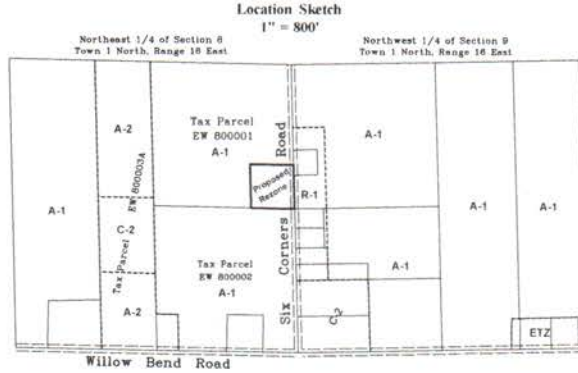 Location Sketch
1" = 800'
Northeast 1/4 of Section 8
Town 1 North, Range 18 East
Northwest 1/4 of Section 9
Town 1 North, Range 16 East
A-1
A-2
C-2
A-2
Tax Parcel EW 800003A
Tax Parcel
EW 800001
A-1
Proposed
Rezone
Tax Parcel
EW 800002
A-1
Six Corners Road
R-1
A-1
A-1
C-2
A-1
A-1
ETZ
Willow Bend Road